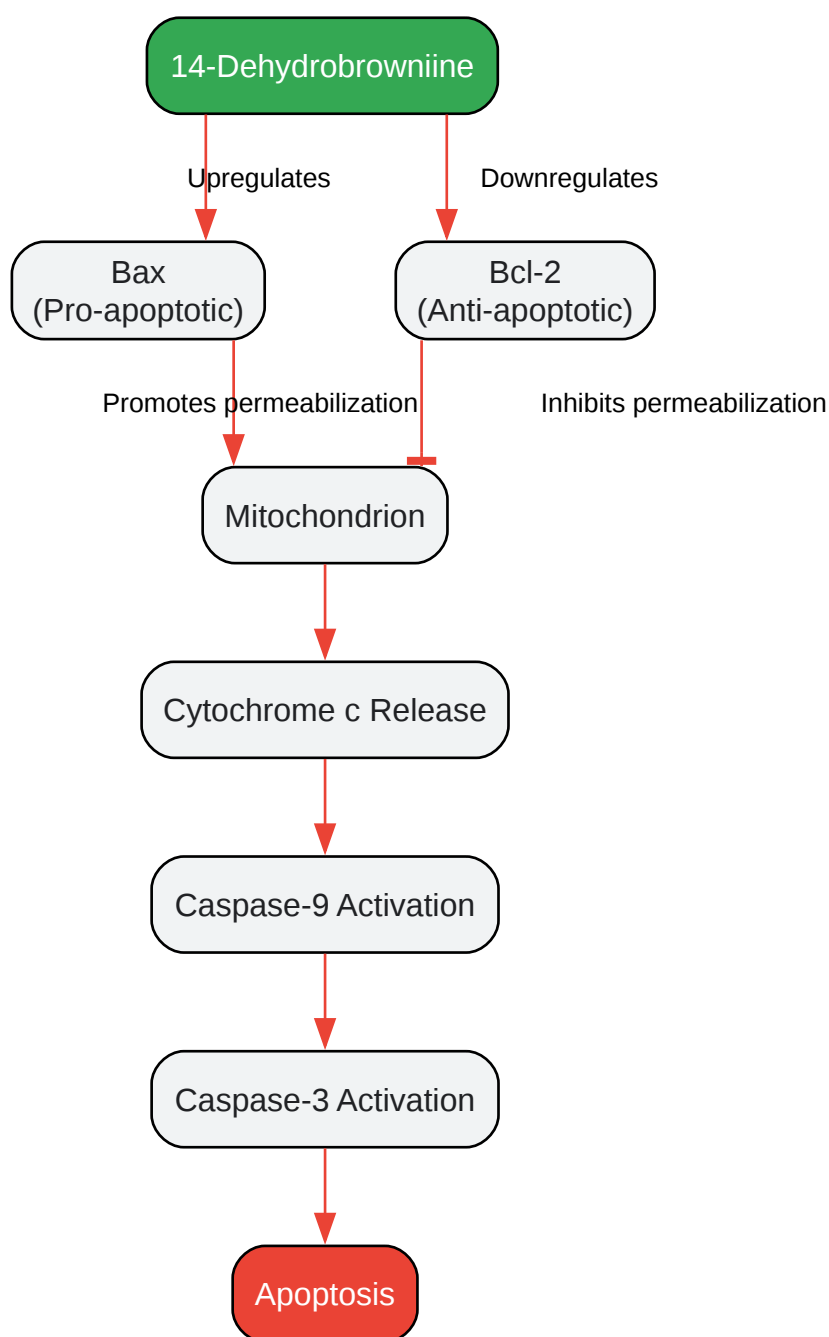 14-Dehydrobrowniine
Upregulates
Downregulates
Bax
(Pro-apoptotic)
Bcl-2
(Anti-apoptotic)
Promotes permeabilization
Inhibits permeabilization
Mitochondrion
Cytochrome c Release
Caspase-9 Activation
Caspase-3 Activation
Apoptosis